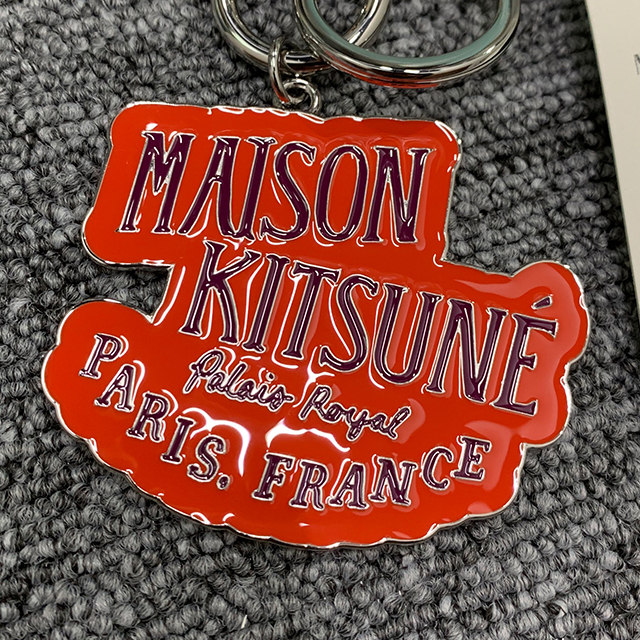 MAISON
KITSUNÉ
Palais Royal
PARIS, FRANCE